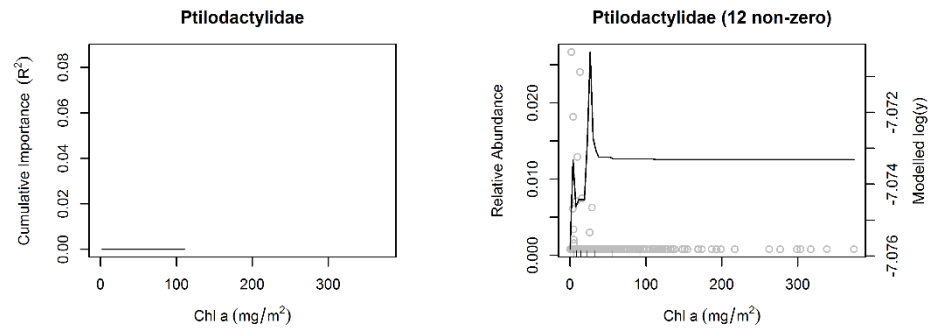 Ptilodactylidae
Cumulative Importance (R²)
0.08
0.06
0.04
0.02
0.00
0 100 200 300
Chl a (mg/m²)
Ptilodactylidae (12 non-zero)
Relative Abundance
0.020
0.010
0.000
-7.072
-7.074
-7.076
Modelled log(y)
0 100 200 300
Chl a (mg/m²)